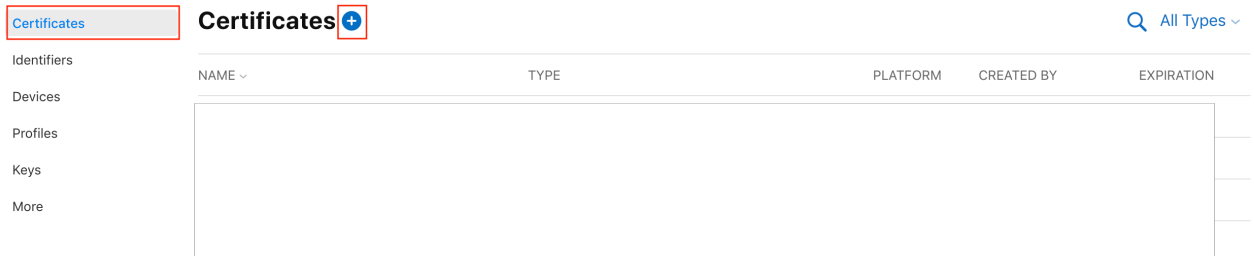 Certificates
Identifiers
Devices
Profiles
Keys
More
Certificates
All Types
NAME TYPE PLATFORM CREATED BY EXPIRATION